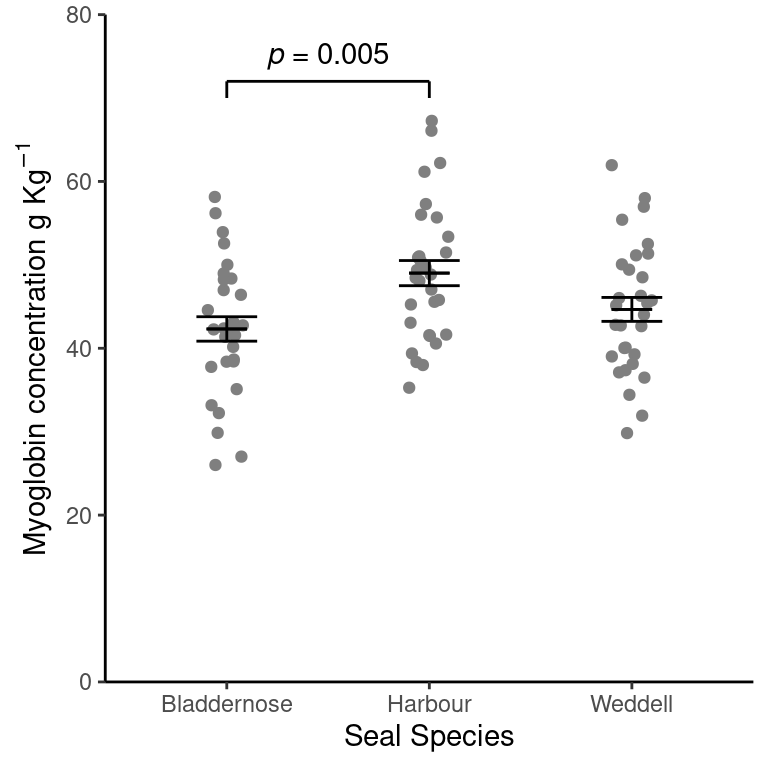 80
p = 0.005
60
40
20
0
Myoglobin concentration g Kg⁻¹
Bladdernose Harbour Weddell
Seal Species